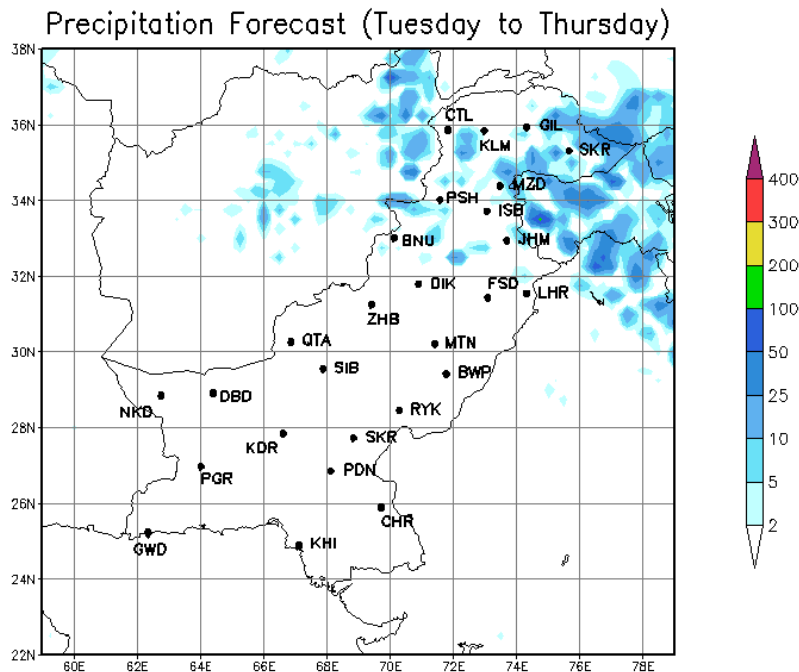 Precipitation Forecast (Tuesday to Thursday)
38N
36N
34N
32N
30N
28N
26N
24N
22N
60E 62E 64E 66E 68E 70E 72E 74E 76E 78E
CTL
KLM
GIL
SKR
MZD
PSH
ISB
BNU
JHM
DIK
FSD
LHR
ZHB
QTA
MTN
SIB
BWP
NKD
DBD
RYK
KDR
SKR
PDN
PGR
CHR
GWD
KHI
400
300
200
100
50
25
10
5
2